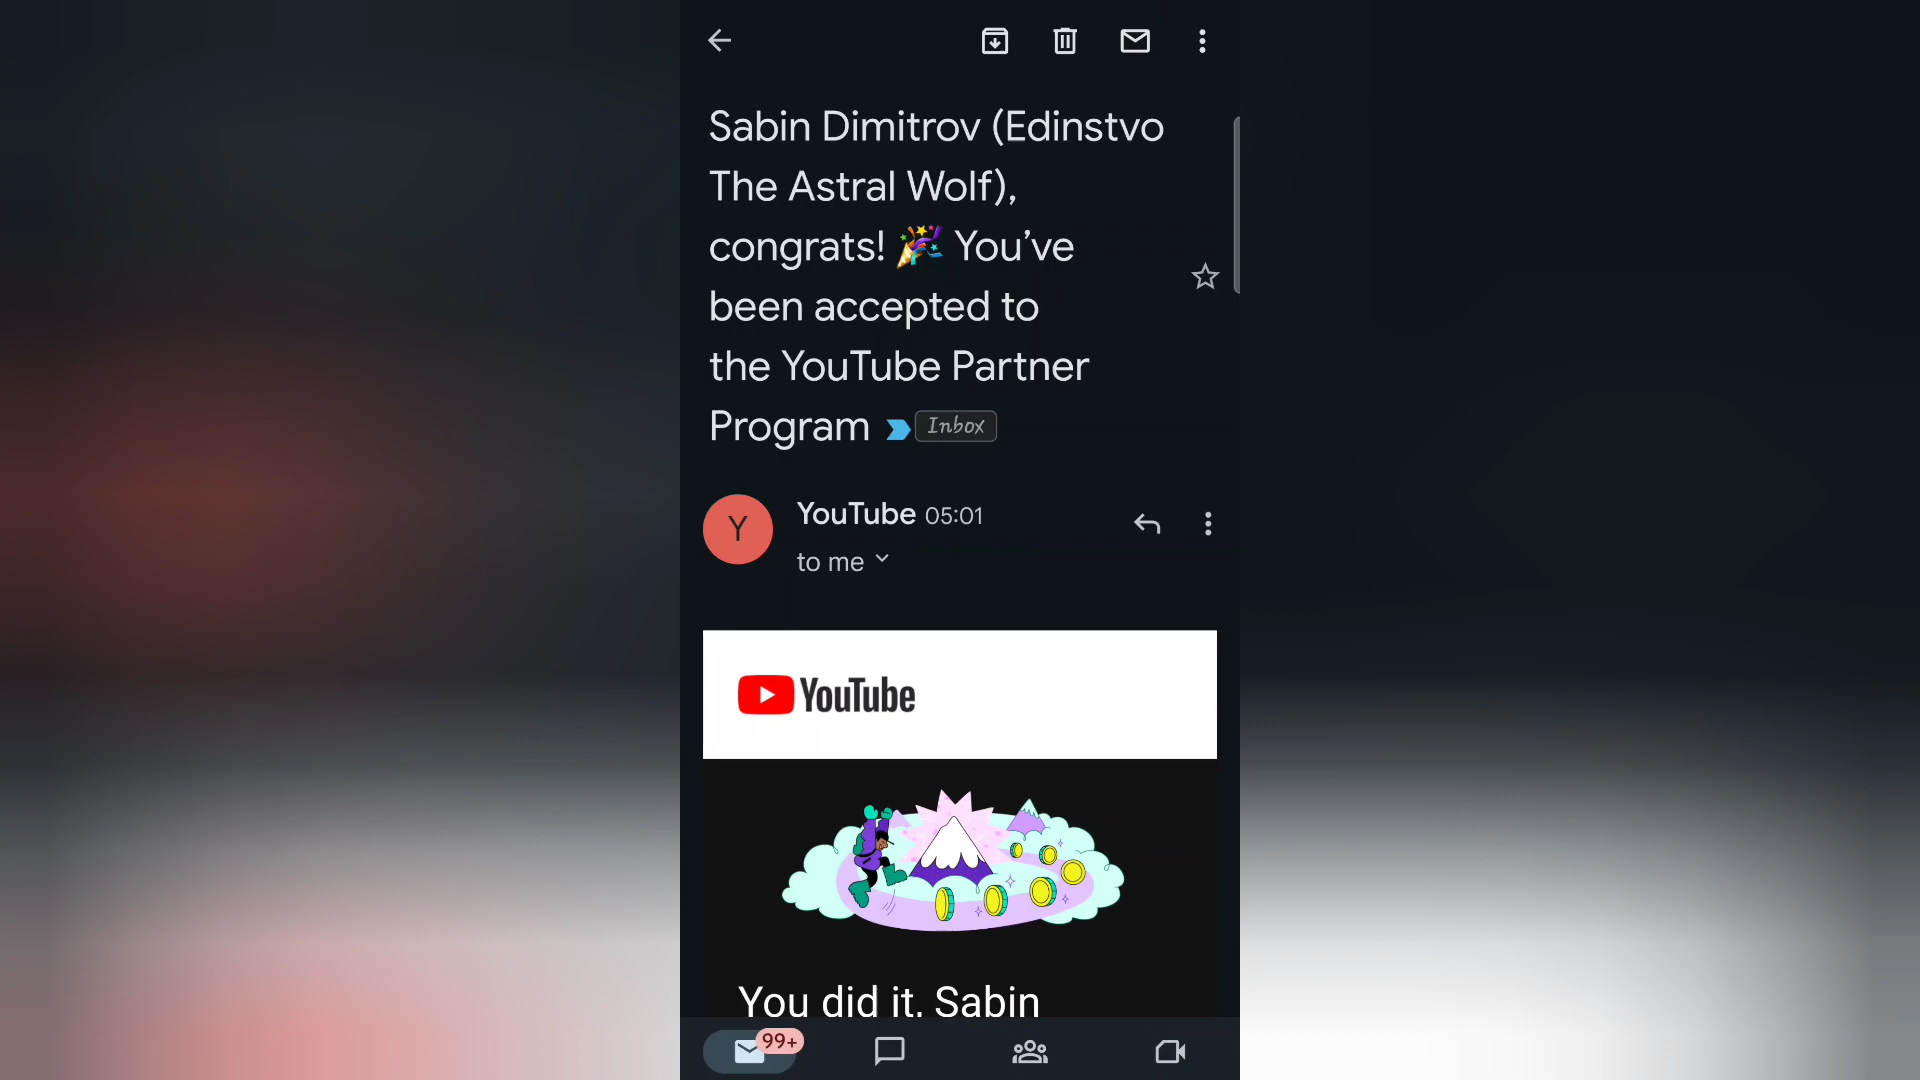 Sabin Dimitrov (Edinstvo
The Astral Wolf),
congrats! 🎉 You’ve
been accepted to
the YouTube Partner
Program Inbox
Y
YouTube 05:01
to me
YouTube
You did it, Sabin
99+